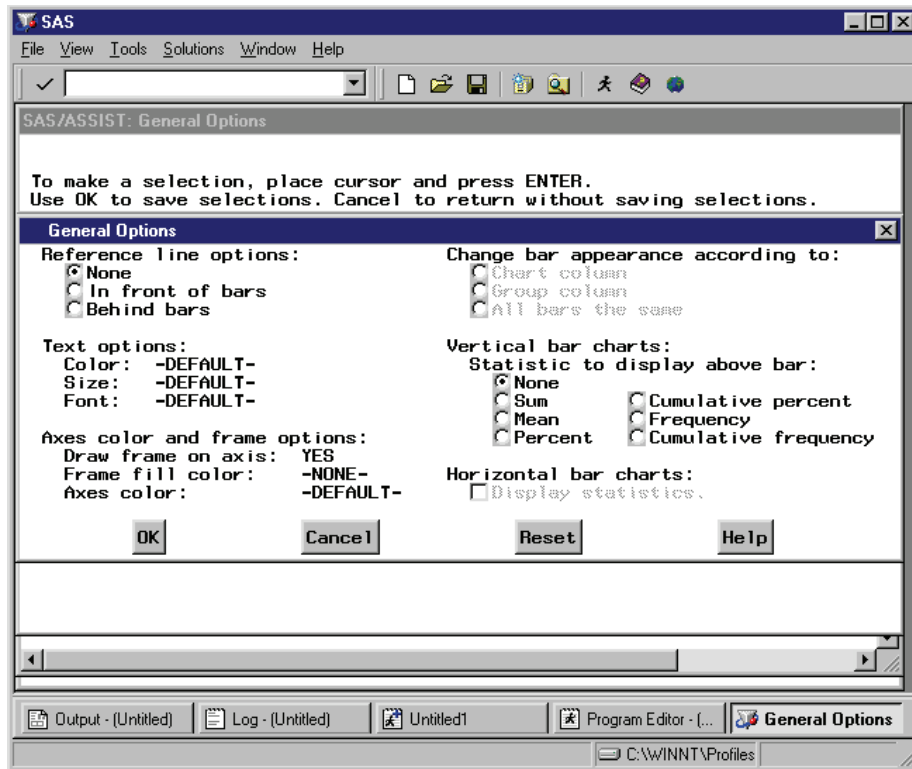 SAS
File View Tools Solutions Window Help
SAS/ASSIST: General Options
To make a selection, place cursor and press ENTER.
Use OK to save selections. Cancel to return without saving selections.
General Options
Reference line options:
None
In front of bars
Behind bars
Change bar appearance according to:
Chart column
Group column
All bars the same
Text options:
Color: -DEFAULT-
Size: -DEFAULT-
Font: -DEFAULT-
Vertical bar charts:
Statistic to display above bar:
None
Sum
Mean
Percent
Cumulative percent
Frequency
Cumulative frequency
Axes color and frame options:
Draw frame on axis: YES
Frame fill color: -NONE-
Axes color: -DEFAULT-
Horizontal bar charts:
Display statistics.
OK Cancel Reset Help
Output - (Untitled) Log - (Untitled) Untitled1 Program Editor - (... General Options
C:\WINNT\Profiles